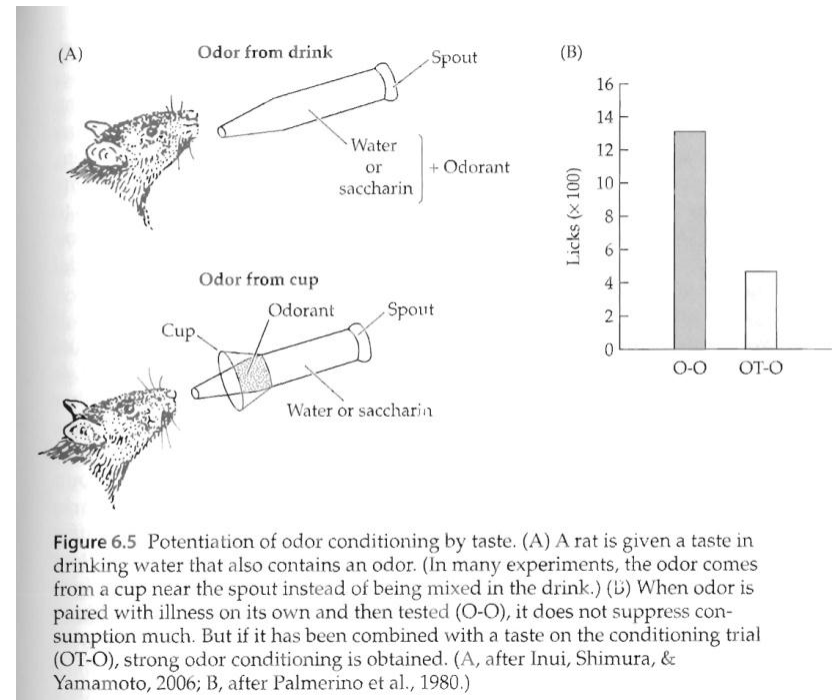 (A)
Odor from drink
Spout
Water
or
saccharin
+ Odorant
Odor from cup
Odorant
Spout
Cup
Water or saccharin
(B)
16
14
12
10
8
6
4
2
0
Licks (× 100)
O-O OT-O
Figure 6.5 Potentiation of odor conditioning by taste. (A) A rat is given a taste in
drinking water that also contains an odor. (In many experiments, the odor comes
from a cup near the spout instead of being mixed in the drink.) (B) When odor is
paired with illness on its own and then tested (O-O), it does not suppress con-
sumption much. But if it has been combined with a taste on the conditioning trial
(OT-O), strong odor conditioning is obtained. (A, after Inui, Shimura, &
Yamamoto, 2006; B, after Palmerino et al., 1980.)